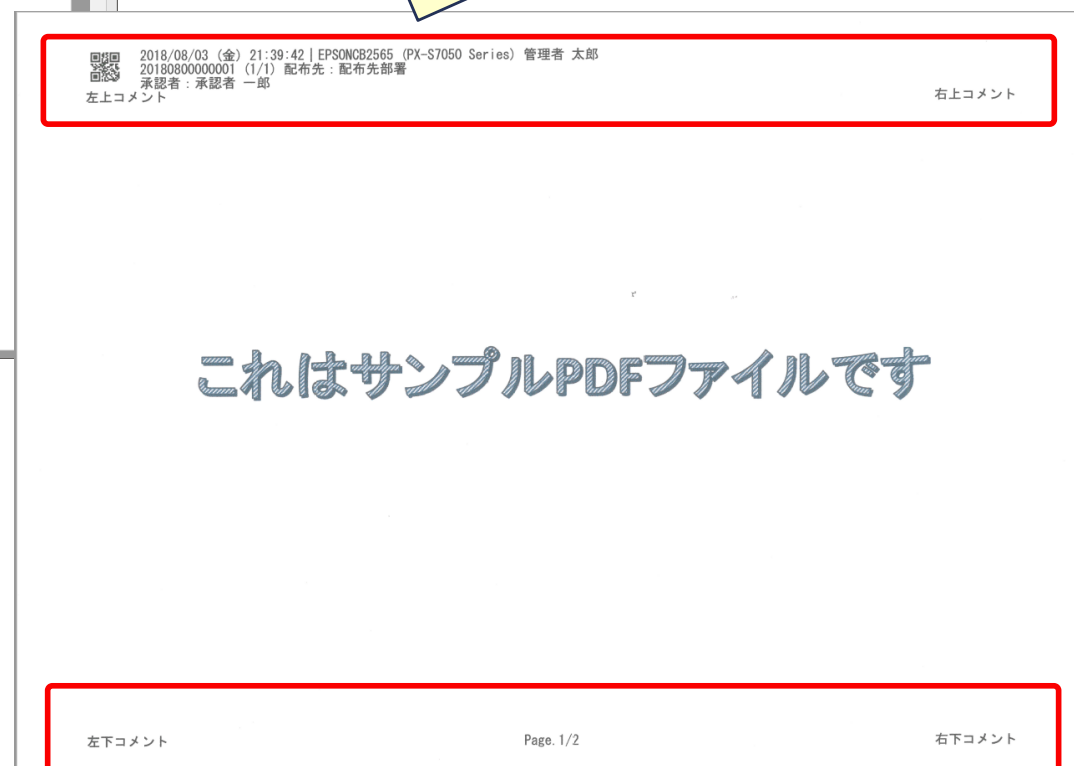 2018/08/03 (金) 21:39:42 | EPSONCB2565 (PX-S7050 Series) 管理者 太郎
20180800000001 (1/1) 配布先：配布先部署
承認者：承認者 一郎
左上コメント
右上コメント
これはサンプルPDFファイルです
左下コメント
Page.1/2
右下コメント